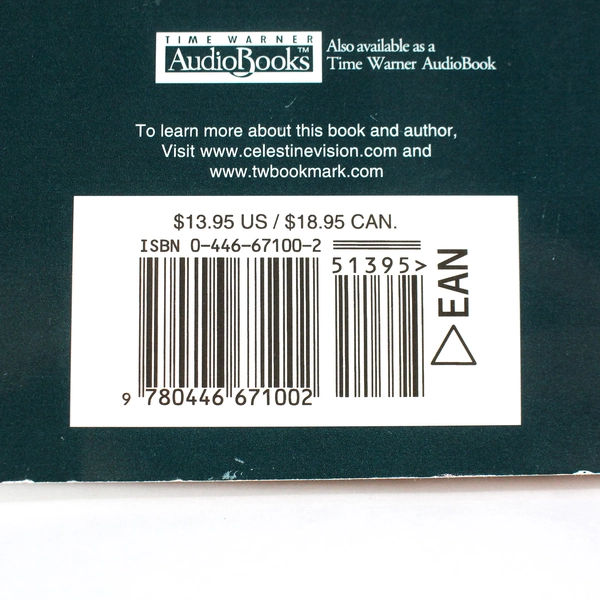 TIME WARNER
AudioBooks™
Also available as a
Time Warner AudioBook
To learn more about this book and author,
Visit www.celestinevision.com and
www.twbookmark.com
$13.95 US / $18.95 CAN.
ISBN 0-446-67100-2
51395>
EAN
9 780446 671002